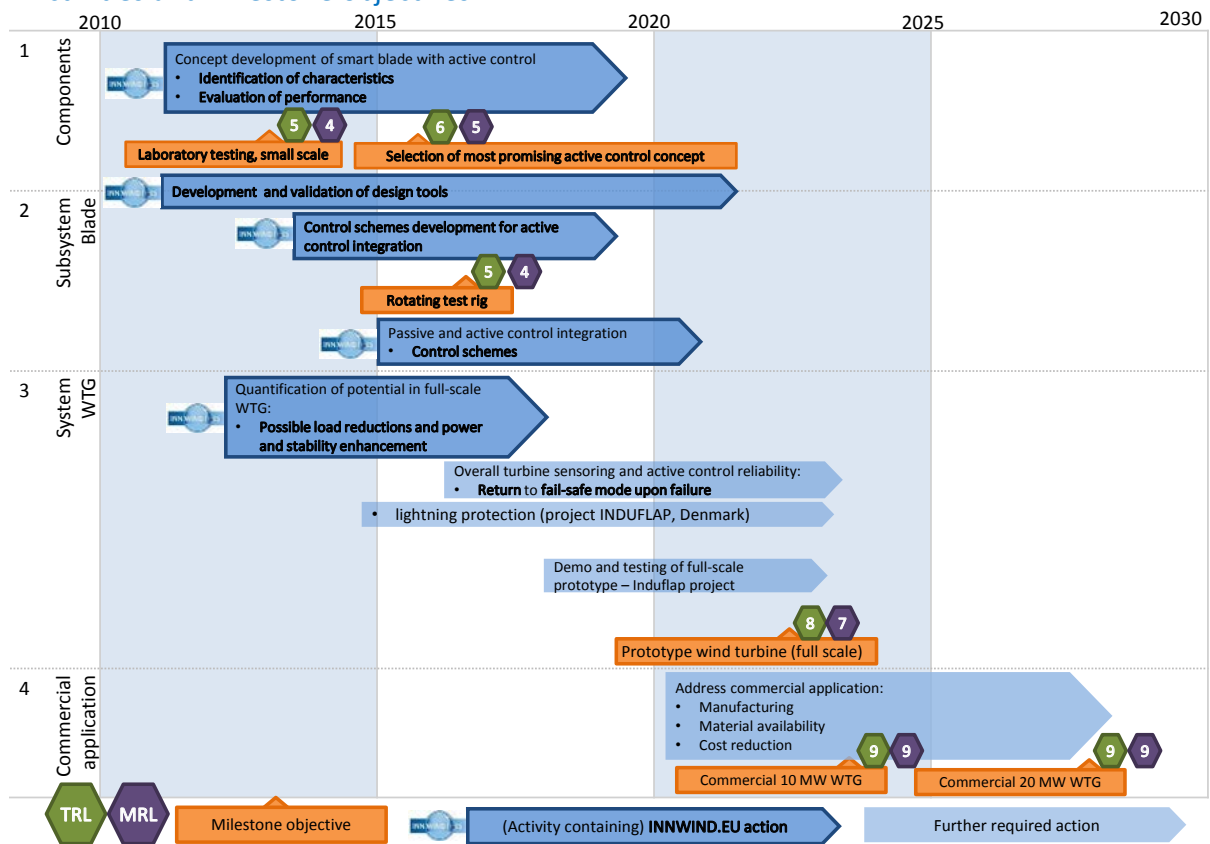 2010 2015 2020 2025 2030
1
Components
Concept development of smart blade with active control
• Identification of characteristics
• Evaluation of performance
5 4
6 5
Laboratory testing, small scale
Selection of most promising active control concept
2
Subsystem
Blade
Development and validation of design tools
Control schemes development for active
control integration
5 4
Rotating test rig
Passive and active control integration
• Control schemes
3
System
WTG
Quantification of potential in full-scale
WTG:
• Possible load reductions and power
and stability enhancement
Overall turbine sensoring and active control reliability:
• Return to fail-safe mode upon failure
• lightning protection (project INDUFLAP, Denmark)
Demo and testing of full-scale
prototype – Induflap project
8 7
Prototype wind turbine (full scale)
4
Commercial
application
Address commercial application:
• Manufacturing
• Material availability
• Cost reduction
9 9
9 9
Commercial 10 MW WTG
Commercial 20 MW WTG
TRL MRL
Milestone objective
(Activity containing) INNWIND.EU action
Further required action